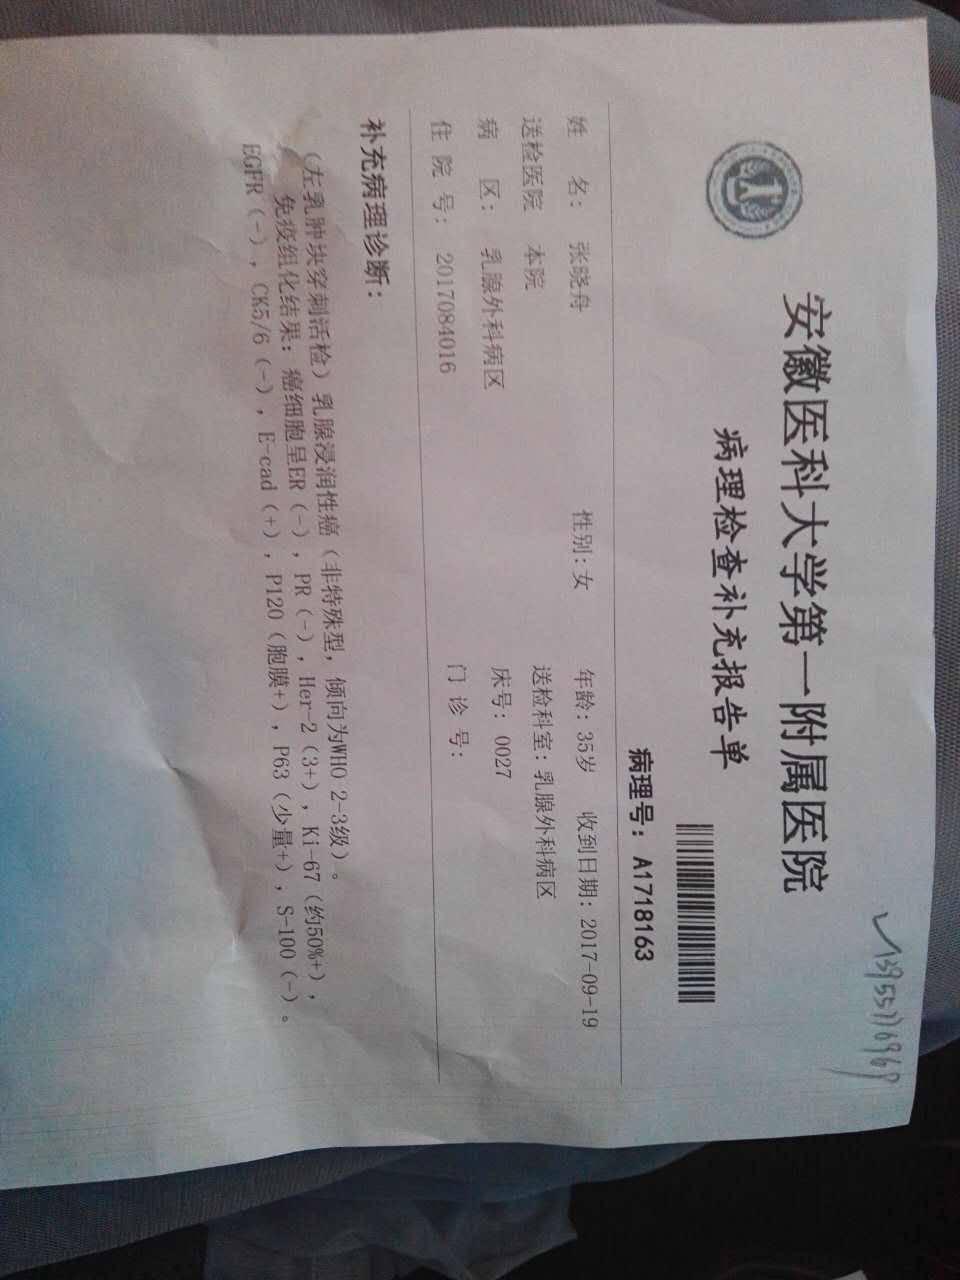 ✓13955116969
安徽医科大学第一附属医院
病理检查补充报告单
病理号: A1718163
姓 名: 张晓舟 性别: 女 年龄: 35岁 收到日期: 2017-09-19
送检医院 本院 送检科室: 乳腺外科病区
病 区: 乳腺外科病区 床号: 0027
住 院 号: 2017084016 门 诊 号:
补充病理诊断:
(左乳肿块穿刺活检)乳腺浸润性癌(非特殊型, 倾向为WHO 2-3级)。
免疫组化结果: 癌细胞呈ER(-), PR(-), Her-2(3+), Ki-67(约50%+),
EGFR(-), CK5/6(-), E-cad(+), P120(胞膜+), P63(少量+), S-100(-)。